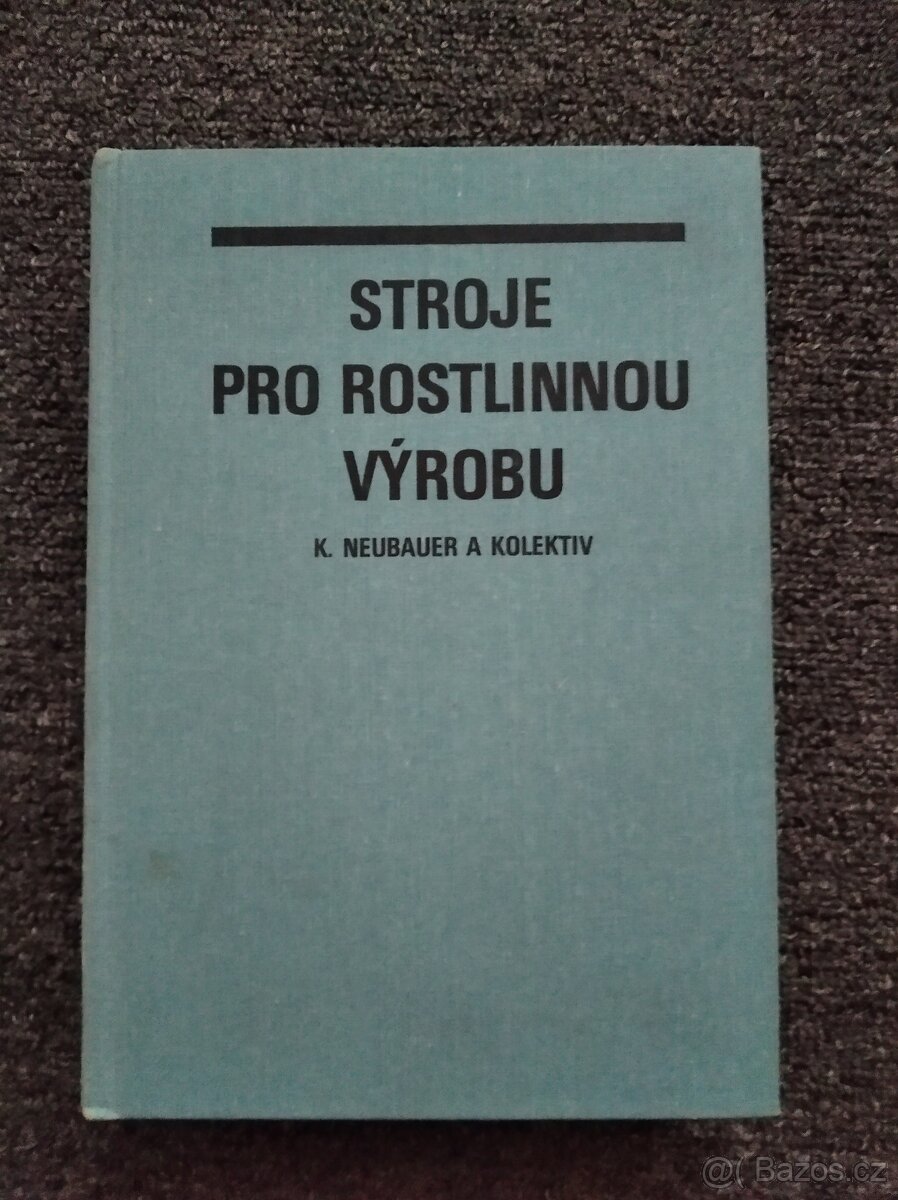 STROJE
PRO ROSTLINNOU
VÝROBU
K. NEUBAUER A KOLEKTIV
@( Bazos.cz